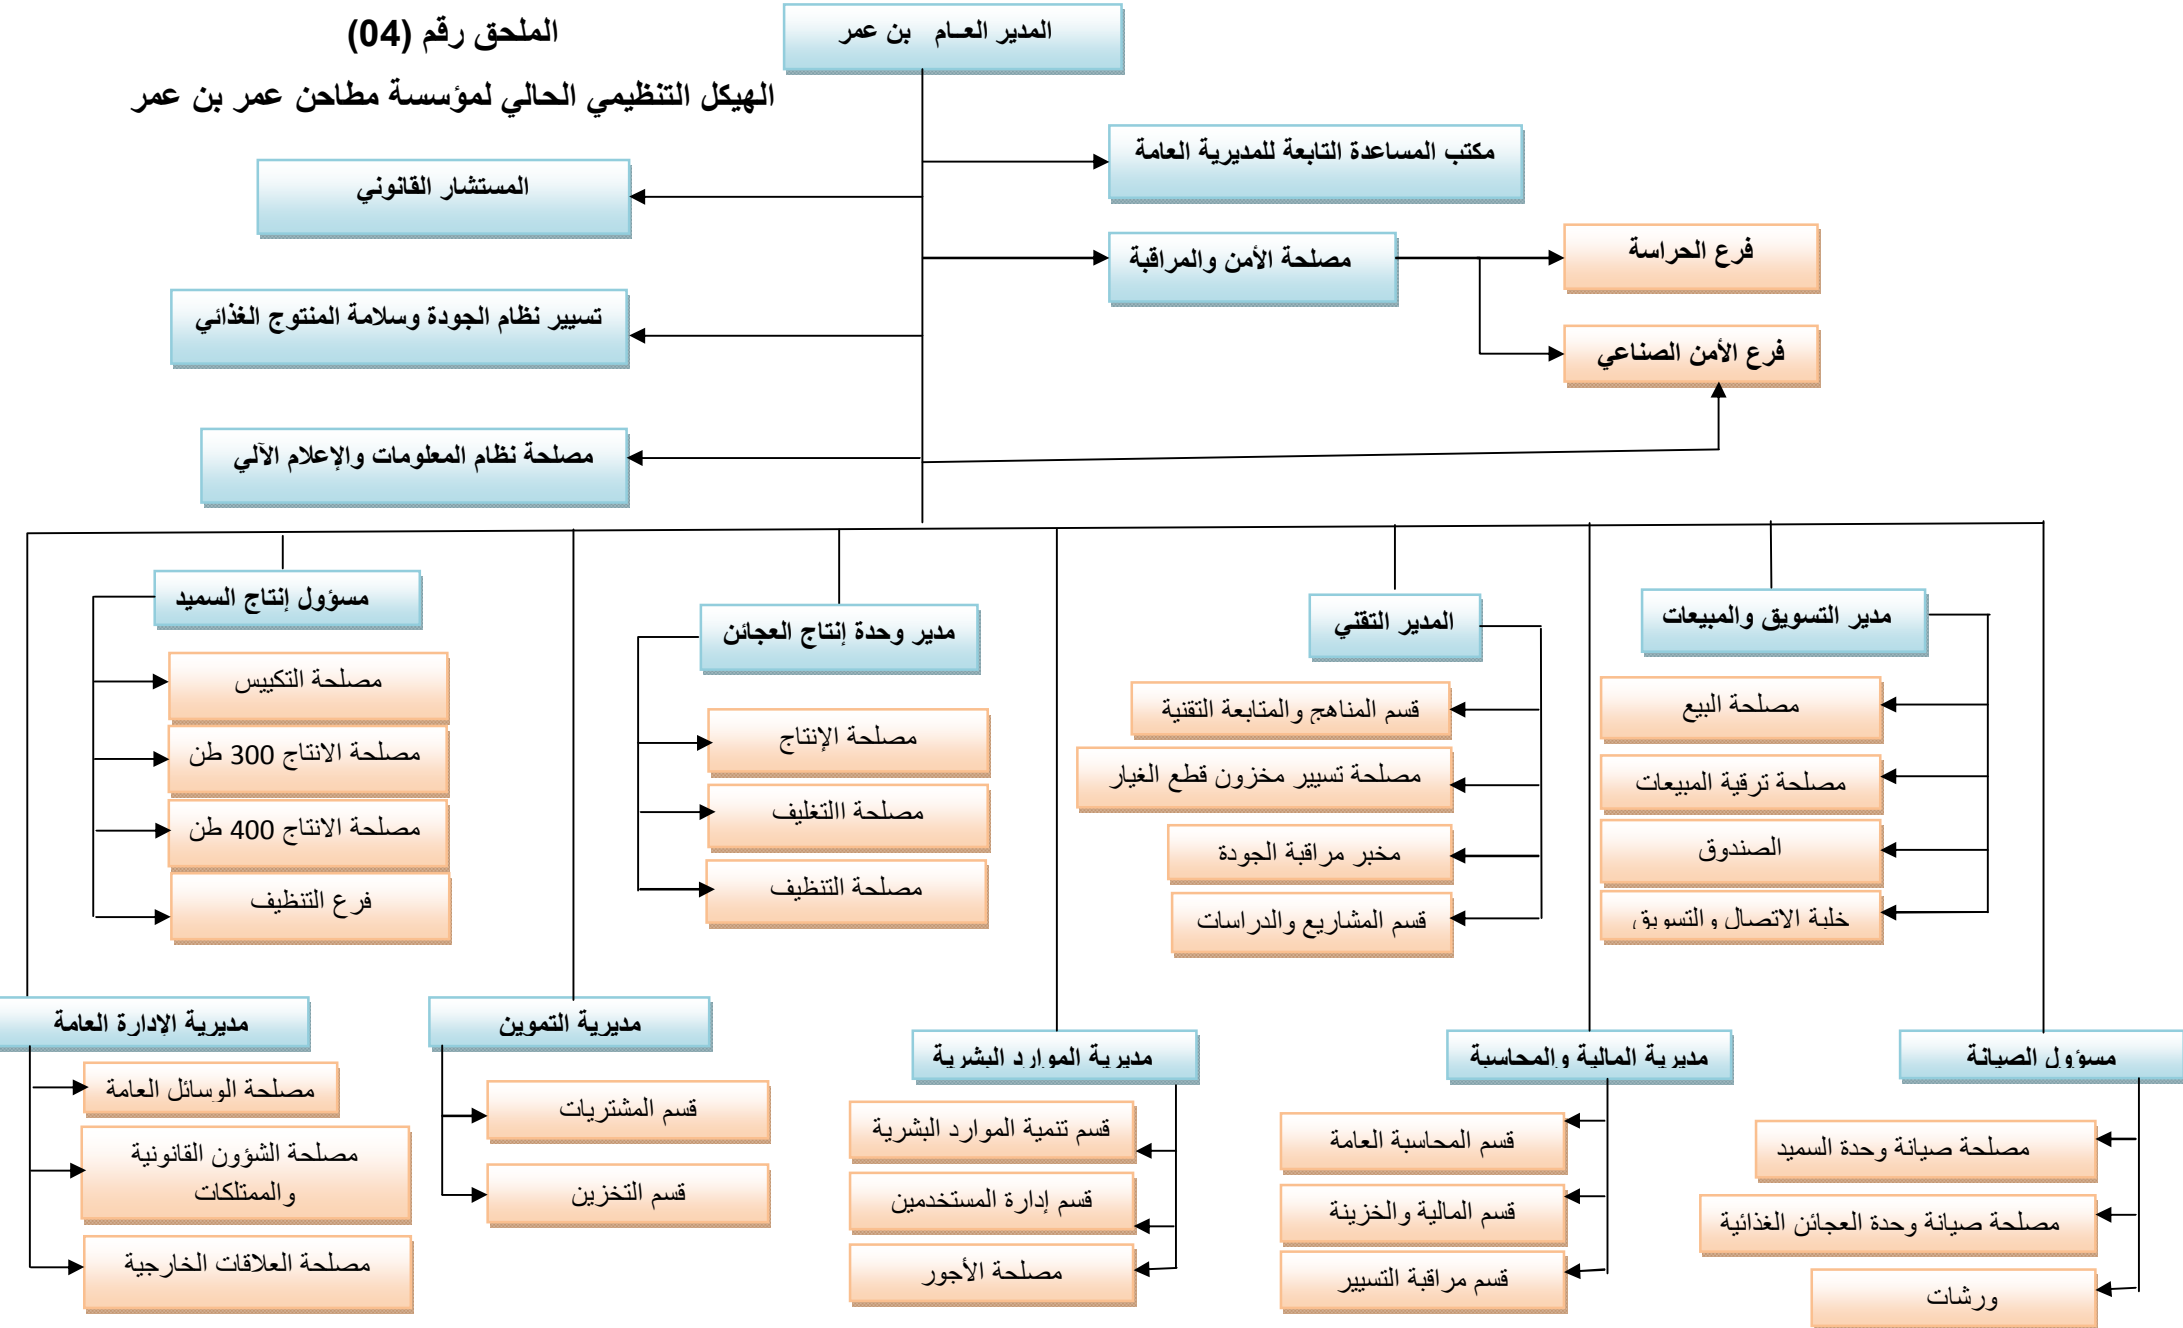 الملحق رقم (04)
الهيكل التنظيمي الحالي لمؤسسة مطاحن عمر بن عمر
المدير العــام بن عمر
مكتب المساعدة التابعة للمديرية العامة
المستشار القانوني
مصلحة الأمن والمراقبة
فرع الحراسة
فرع الأمن الصناعي
تسيير نظام الجودة وسلامة المنتوج الغذائي
مصلحة نظام المعلومات والإعلام الآلي
مدير التسويق والمبيعات
مصلحة البيع
مصلحة ترقية المبيعات
الصندوق
خلية الاتصال والتسويق
المدير التقني
قسم المناهج والمتابعة التقنية
مصلحة تسيير مخزون قطع الغيار
مخبر مراقبة الجودة
قسم المشاريع والدراسات
مدير وحدة إنتاج العجائن
مصلحة الإنتاج
مصلحة االتغليف
مصلحة التنظيف
مسؤول إنتاج السميد
مصلحة التكييس
مصلحة الانتاج 300 طن
مصلحة الانتاج 400 طن
فرع التنظيف
مسؤول الصيانة
مصلحة صيانة وحدة السميد
مصلحة صيانة وحدة العجائن الغذائية
ورشات
مديرية المالية والمحاسبة
قسم المحاسبة العامة
قسم المالية والخزينة
قسم مراقبة التسيير
مديرية الموارد البشرية
قسم تنمية الموارد البشرية
قسم إدارة المستخدمين
مصلحة الأجور
مديرية التموين
قسم المشتريات
قسم التخزين
مديرية الإدارة العامة
مصلحة الوسائل العامة
مصلحة الشؤون القانونية
والممتلكات
مصلحة العلاقات الخارجية